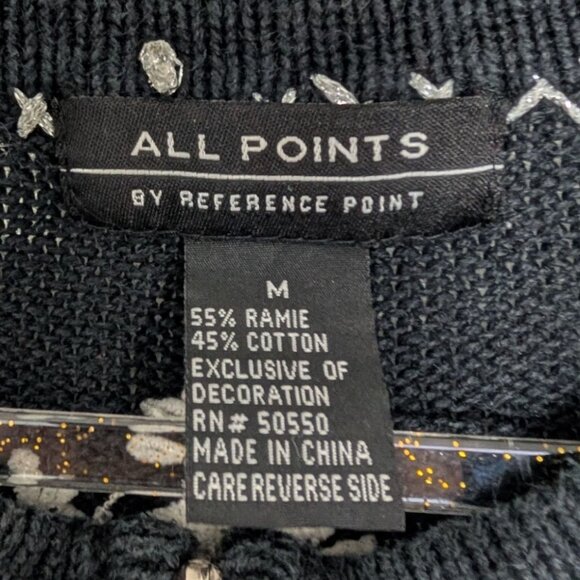 ALL POINTS
BY REFERENCE POINT
M
55% RAMIE
45% COTTON
EXCLUSIVE OF
DECORATION
RN# 50550
MADE IN CHINA
CARE REVERSE SIDE